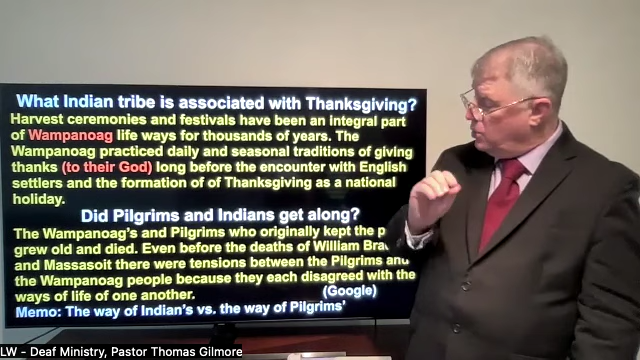 What Indian tribe is associated with Thanksgiving?
Harvest ceremonies and festivals have been an integral part
of Wampanoag life ways for thousands of years. The
Wampanoag practiced daily and seasonal traditions of giving
thanks (to their God) long before the encounter with English
settlers and the formation of of Thanksgiving as a national
holiday.
Did Pilgrims and Indians get along?
The Wampanoag's and Pilgrims who originally kept the
grew old and died. Even before the deaths of William
and Massasoit there were tensions between the Pilgrims and
the Wampanoag people because they each disagreed with the
ways of life of one another. (Google)
Memo: The way of Indian's vs. the way of Pilgrims'
LW - Deaf Ministry, Pastor Thomas Gilmore